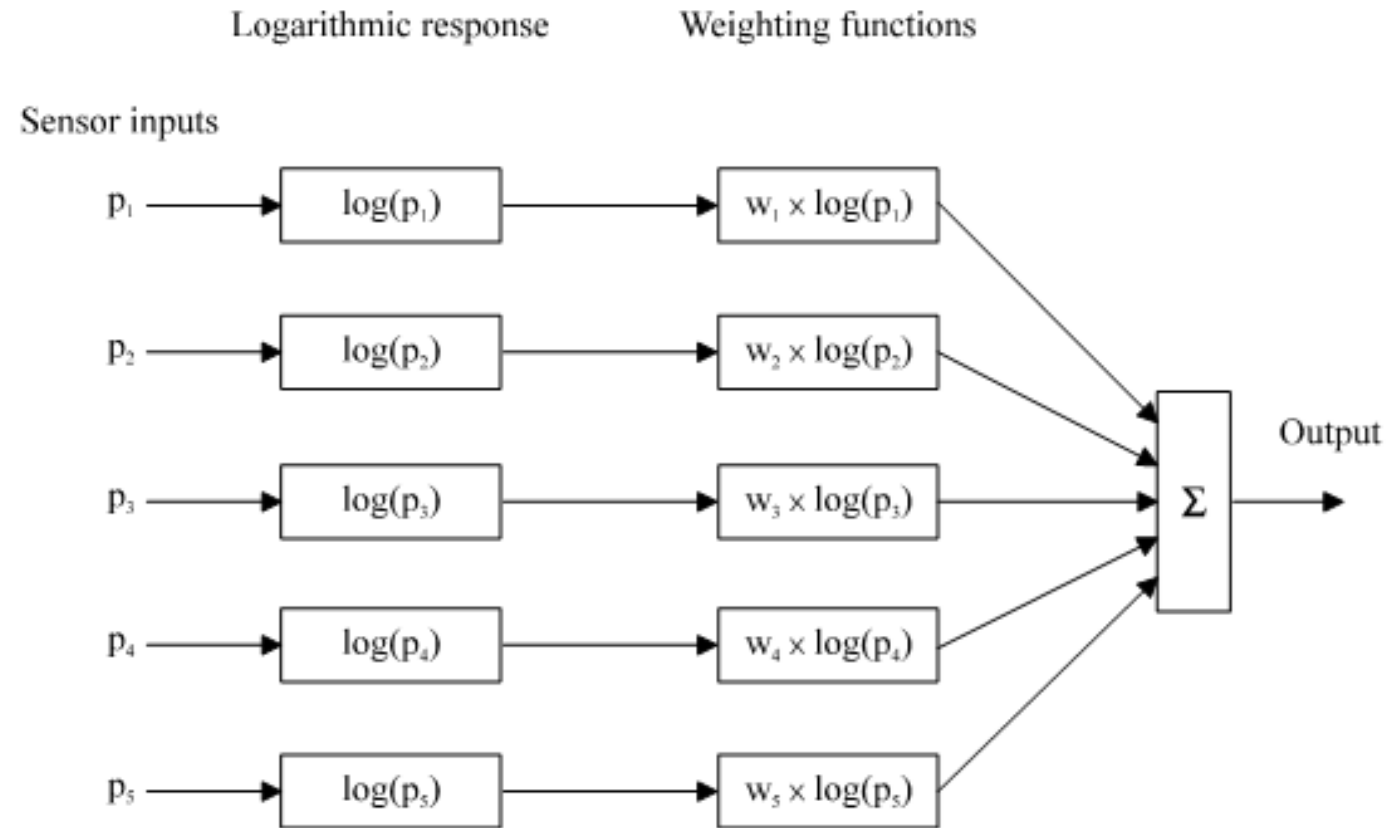 Logarithmic response Weighting functions
Sensor inputs
p₁ log(p₁) w₁ × log(p₁)
p₂ log(p₂) w₂ × log(p₂)
Output
p₃ log(p₃) w₃ × log(p₃) Σ
p₄ log(p₄) w₄ × log(p₄)
p₅ log(p₅) w₅ × log(p₅)